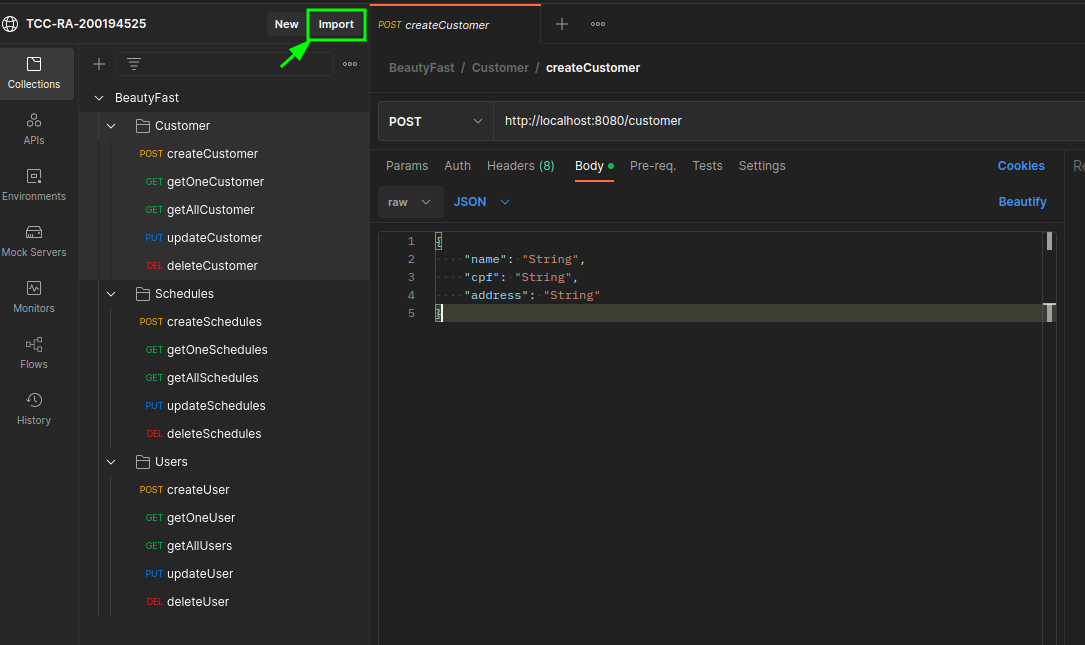 TCC-RA-200194525
New
Import
POST createCustomer
Collections
APIs
Environments
Mock Servers
Monitors
Flows
History
BeautyFast
Customer
POST createCustomer
GET getOneCustomer
GET getAllCustomer
PUT updateCustomer
DEL deleteCustomer
Schedules
POST createSchedules
GET getOneSchedules
GET getAllSchedules
PUT updateSchedules
DEL deleteSchedules
Users
POST createUser
GET getOneUser
GET getAllUsers
PUT updateUser
DEL deleteUser
BeautyFast / Customer / createCustomer
POST
http://localhost:8080/customer
Params Auth Headers (8) Body Pre-req. Tests Settings
Cookies
raw
JSON
Beautify
1 {
2 "name": "String",
3 "cpf": "String",
4 "address": "String"
5 }